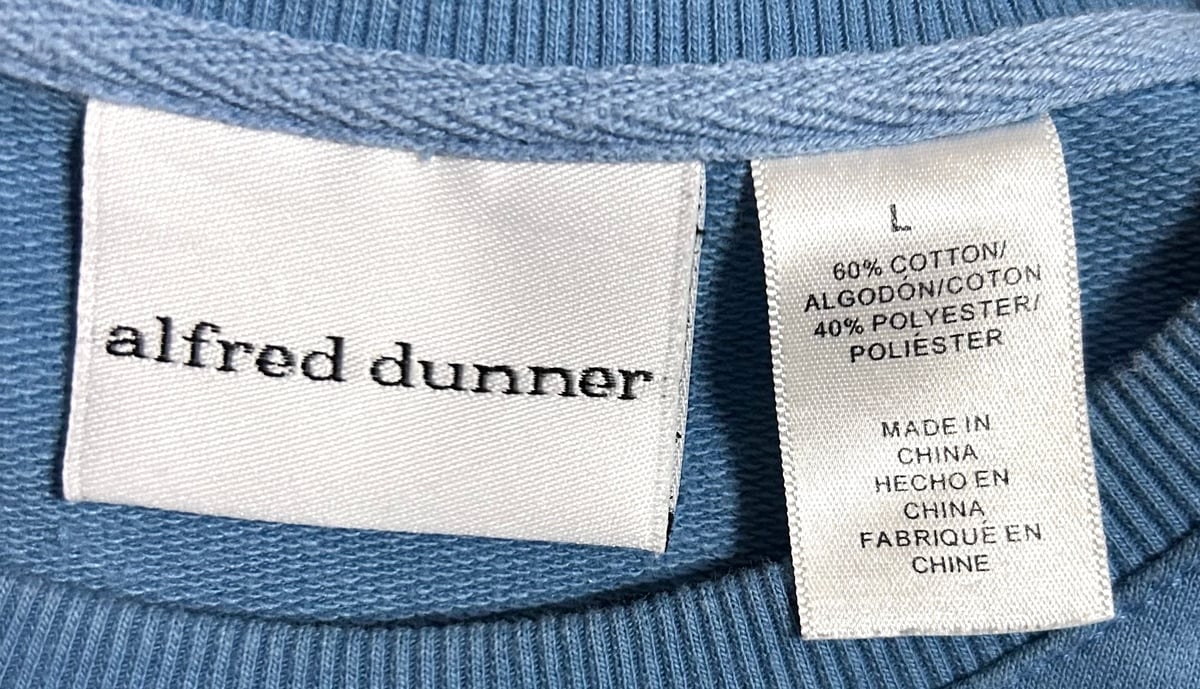 alfred dunner
L
60% COTTON/
ALGODÓN/COTON
40% POLYESTER/
POLIÉSTER
MADE IN
CHINA
HECHO EN
CHINA
FABRIQUÉ EN
CHINE